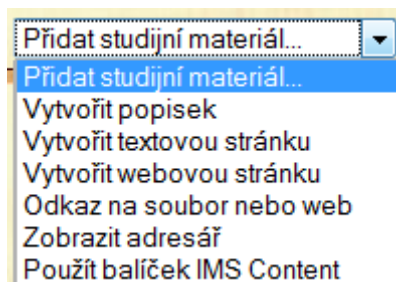 Přidat studijní materiál...
Přidat studijní materiál...
Vytvořit popisek
Vytvořit textovou stránku
Vytvořit webovou stránku
Odkaz na soubor nebo web
Zobrazit adresář
Použít balíček IMS Content